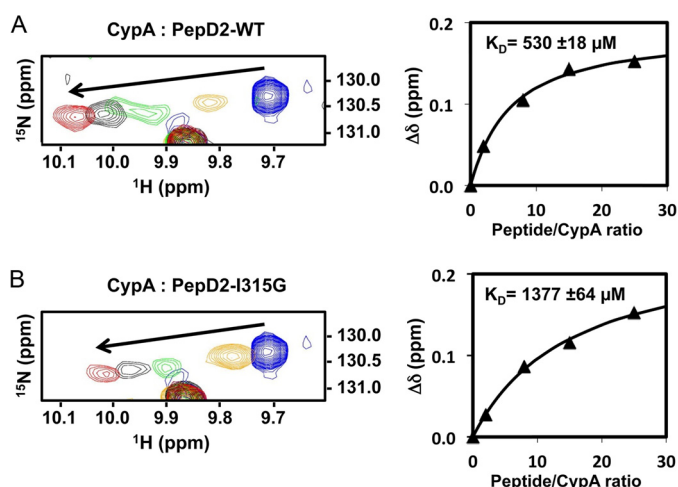 A
CypA : PepD2-WT
15N (ppm)
130.0
130.5
131.0
10.1 10.0 9.9 9.8 9.7
1H (ppm)
KD= 530 ±18 µM
Δδ (ppm)
0.2
0.1
0.0
0 10 20 30
Peptide/CypA ratio
B
CypA : PepD2-I315G
15N (ppm)
130.0
130.5
131.0
10.1 10.0 9.9 9.8 9.7
1H (ppm)
KD= 1377 ±64 µM
Δδ (ppm)
0.2
0.1
0.0
0 10 20 30
Peptide/CypA ratio